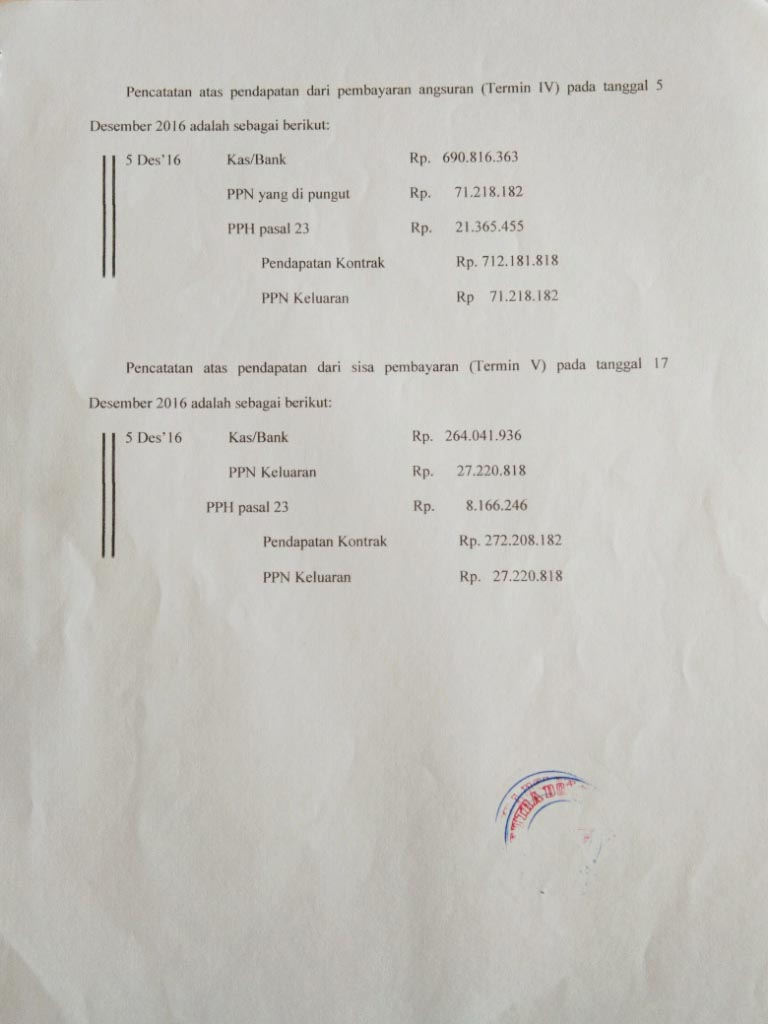 Pencatatan atas pendapatan dari pembayaran angsuran (Termin IV) pada tanggal 5
Desember 2016 adalah sebagai berikut:
5 Des'16 Kas/Bank Rp. 690.816.363
PPN yang di pungut Rp. 71.218.182
PPH pasal 23 Rp. 21.365.455
Pendapatan Kontrak Rp. 712.181.818
PPN Keluaran Rp 71.218.182
Pencatatan atas pendapatan dari sisa pembayaran (Termin V) pada tanggal 17
Desember 2016 adalah sebagai berikut:
5 Des'16 Kas/Bank Rp. 264.041.936
PPN Keluaran Rp. 27.220.818
PPH pasal 23 Rp. 8.166.246
Pendapatan Kontrak Rp. 272.208.182
PPN Keluaran Rp. 27.220.818